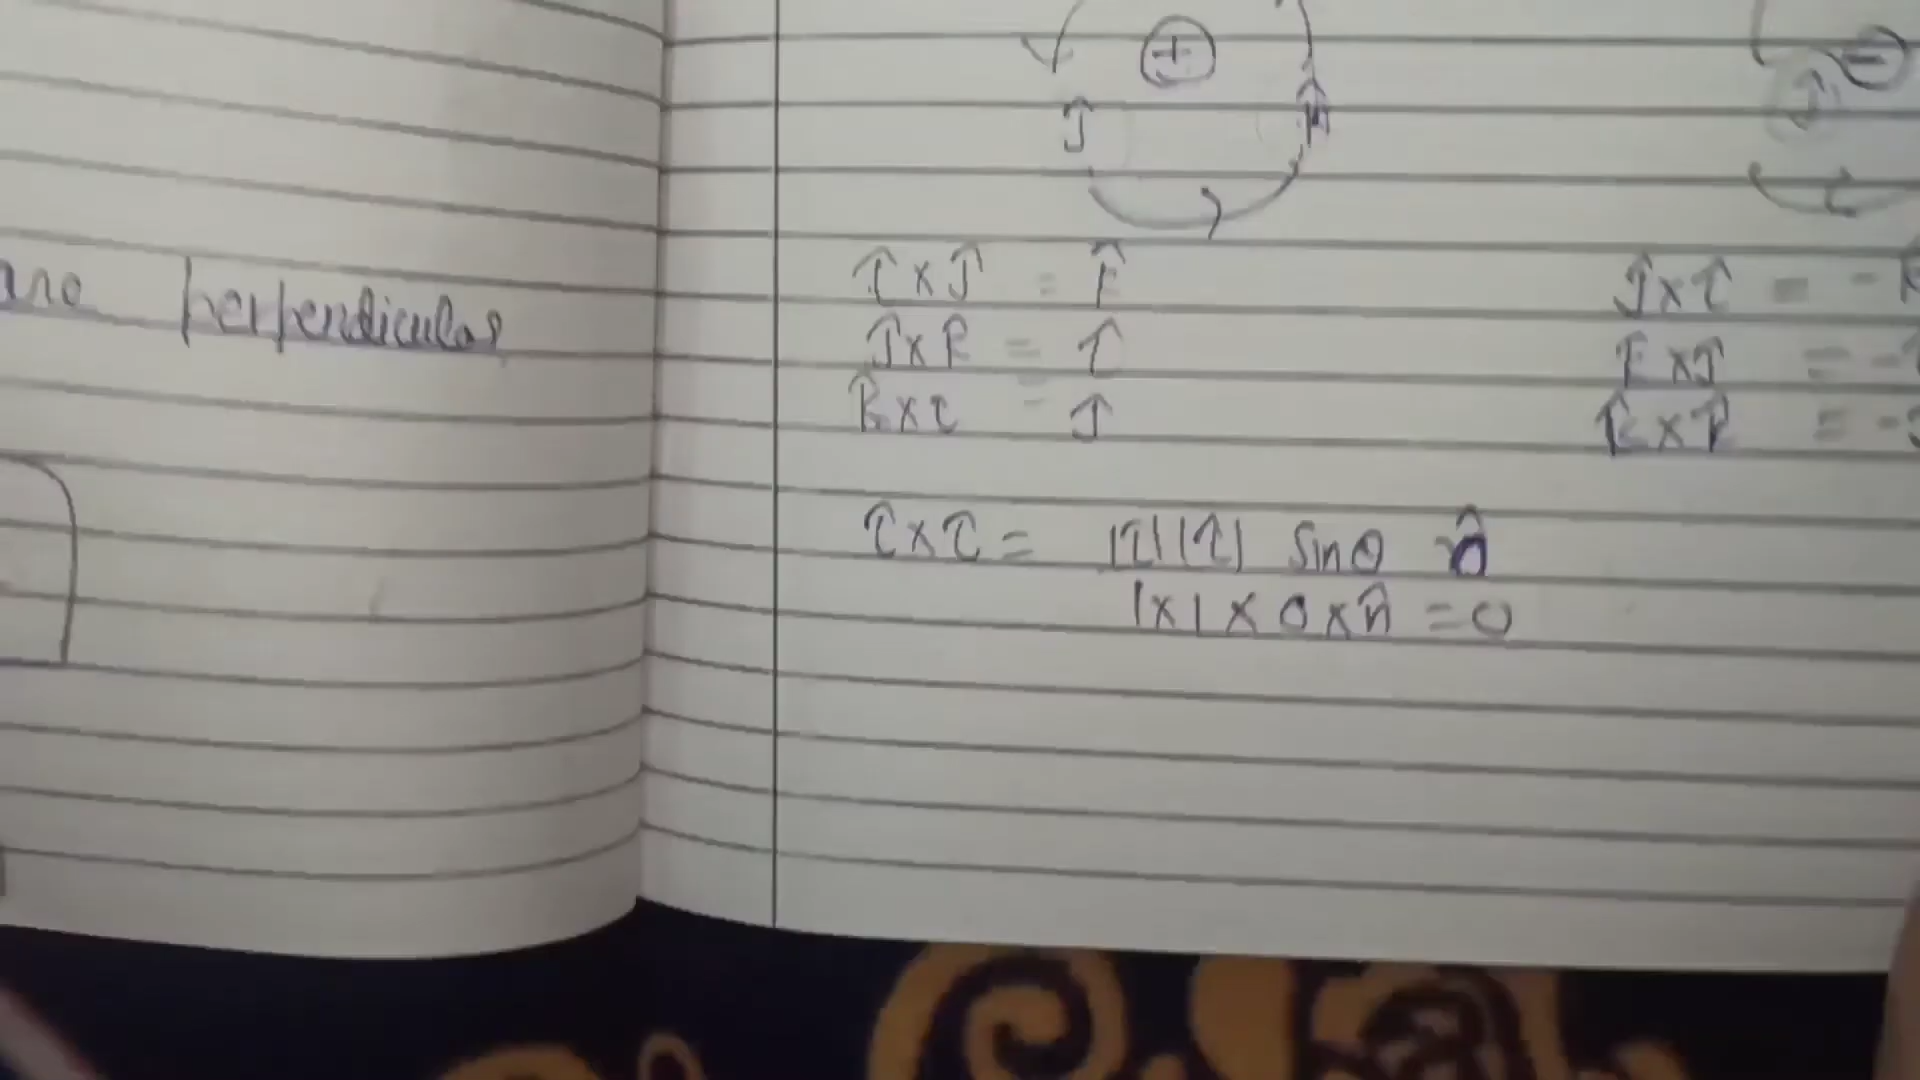 are perpendicular
+
ĵ k̂
î × ĵ = k̂
ĵ × k̂ = î
k̂ × î = ĵ
î × î = |î||î| sinθ n̂
1×1×0×n̂ = 0
−
ĵ
ĵ × î = -k̂
k̂ × ĵ = -î